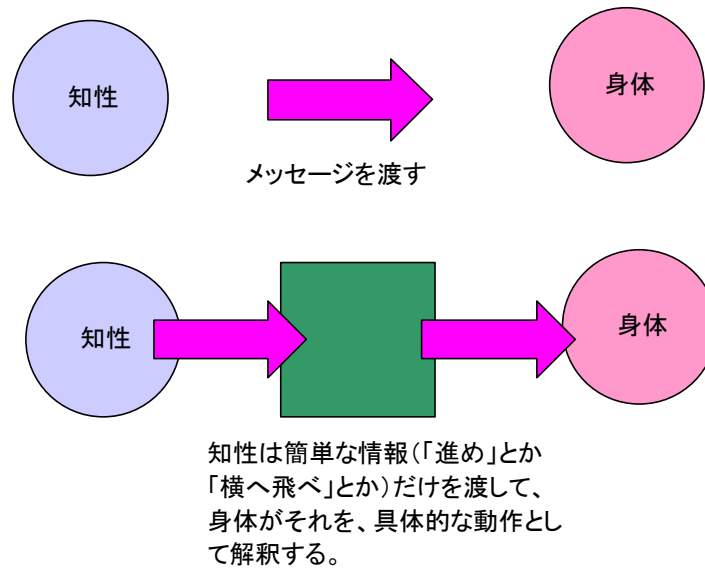 知性
身体
メッセージを渡す
知性
身体
知性は簡単な情報(「進め」とか
「横へ飛べ」とか)だけを渡して、
身体がそれを、具体的な動作とし
て解釈する。